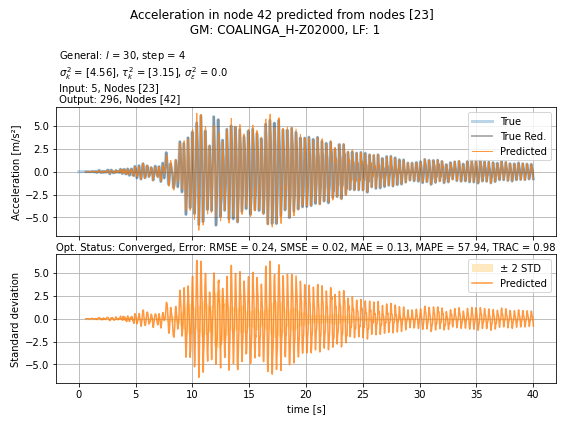 Acceleration in node 42 predicted from nodes [23]
GM: COALINGA_H-Z02000, LF: 1
General: l = 30, step = 4
σ²ₖ = [4.56], τ²ₖ = [3.15], σ²ₑ = 0.0
Input: 5, Nodes [23]
Output: 296, Nodes [42]
Acceleration [m/s²]
5.0
2.5
0.0
−2.5
−5.0
True
True Red.
Predicted
Opt. Status: Converged, Error: RMSE = 0.24, SMSE = 0.02, MAE = 0.13, MAPE = 57.94, TRAC = 0.98
Standard deviation
5.0
2.5
0.0
−2.5
−5.0
± 2 STD
Predicted
0 5 10 15 20 25 30 35 40
time [s]